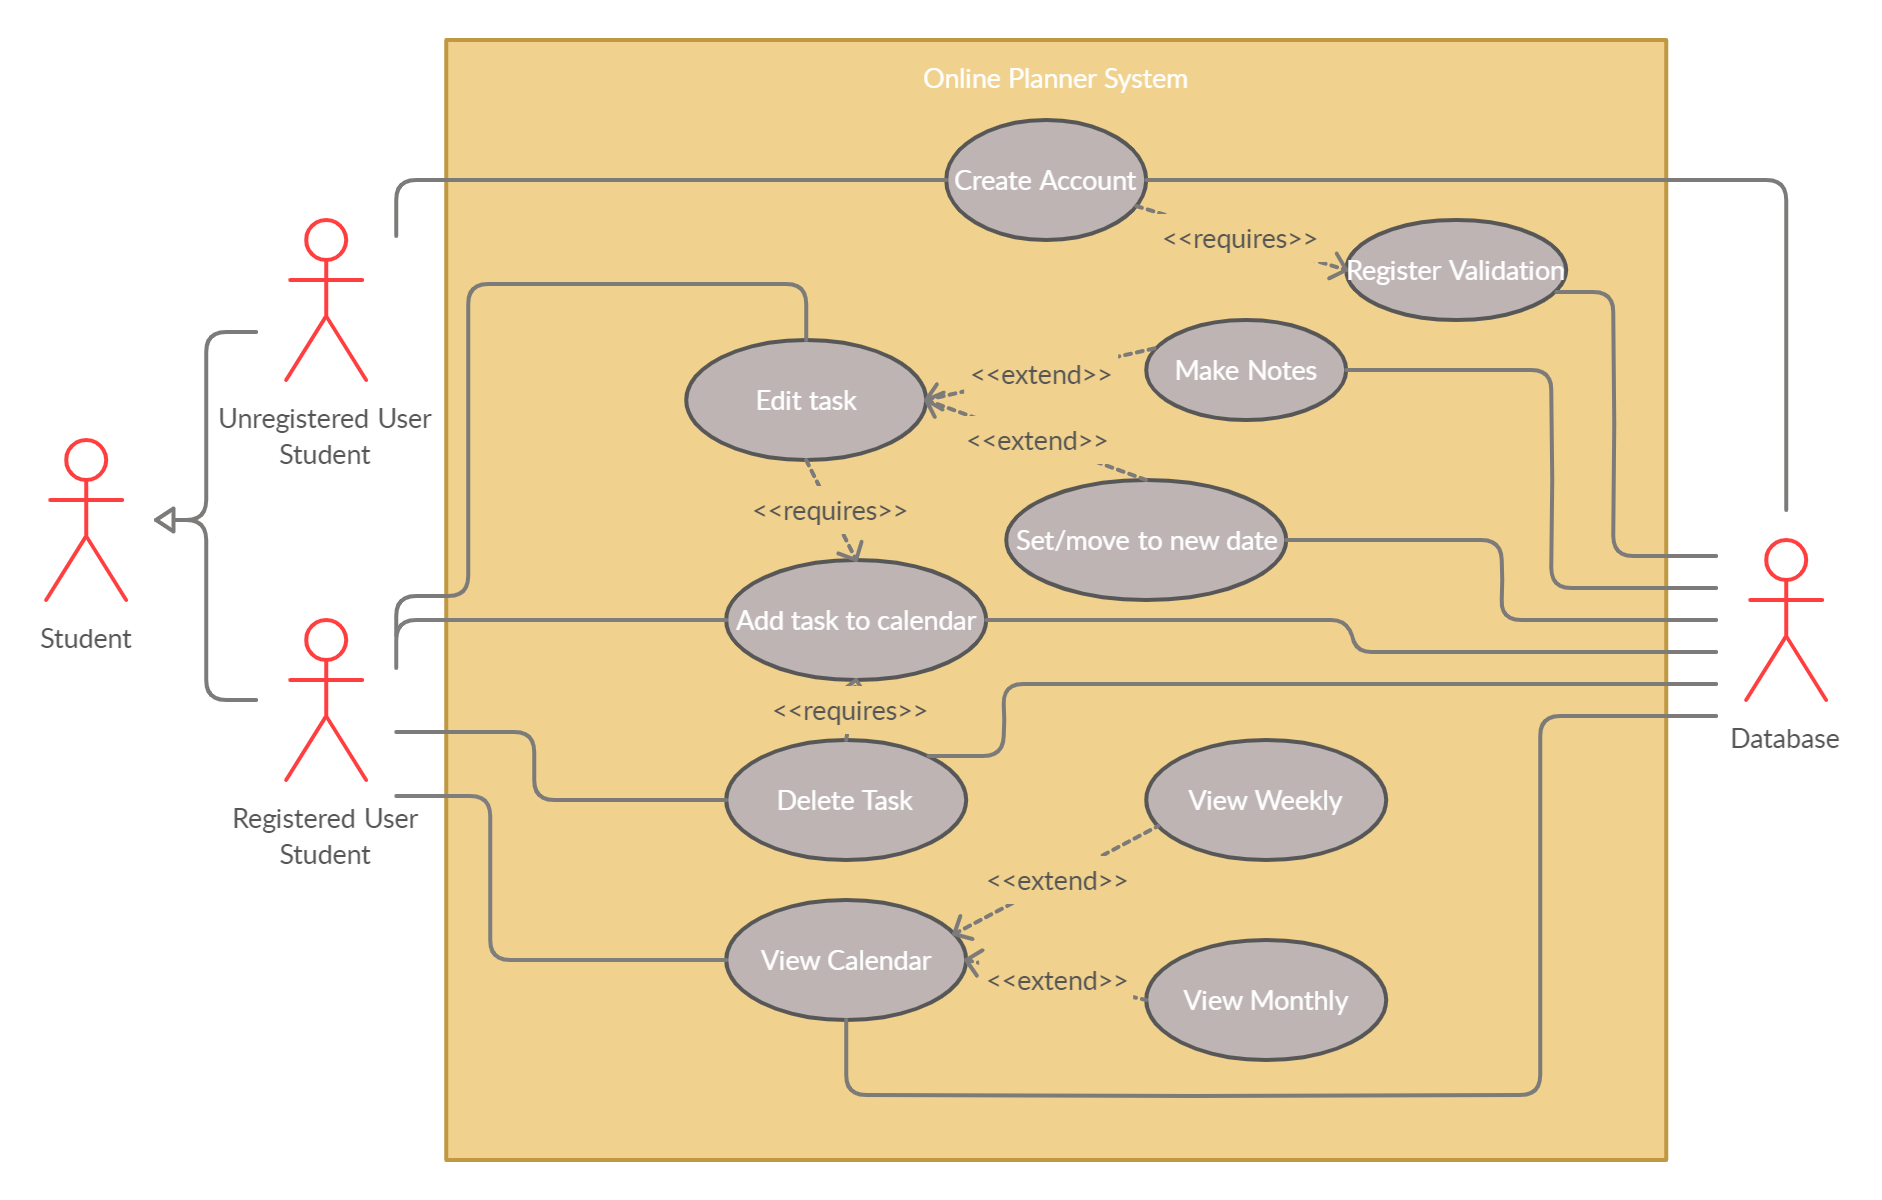 Online Planner System
Create Account
<<requires>>
Register Validation
Make Notes
<<extend>>
Edit task
Unregistered User
Student
<<extend>>
<<requires>>
Set/move to new date
Add task to calendar
Student
<<requires>>
Database
Delete Task
View Weekly
Registered User
Student
<<extend>>
View Calendar
<<extend>>
View Monthly